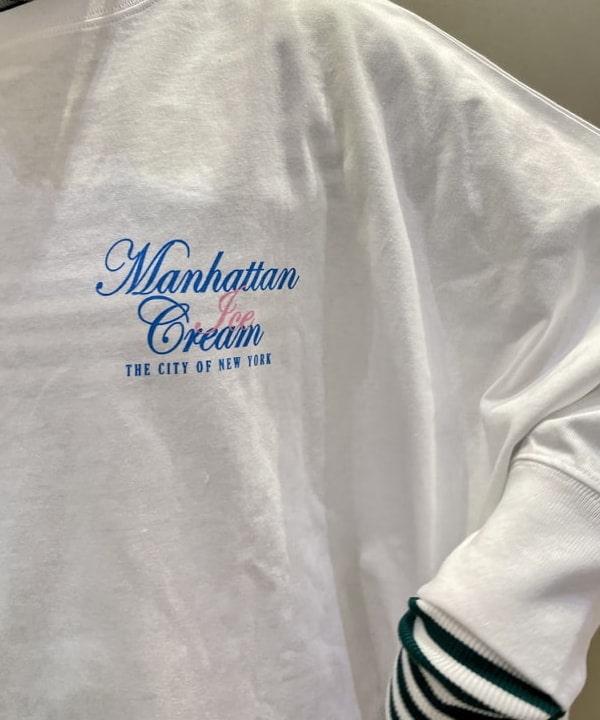 Manhattan
Ice
Cream
THE CITY OF NEW YORK